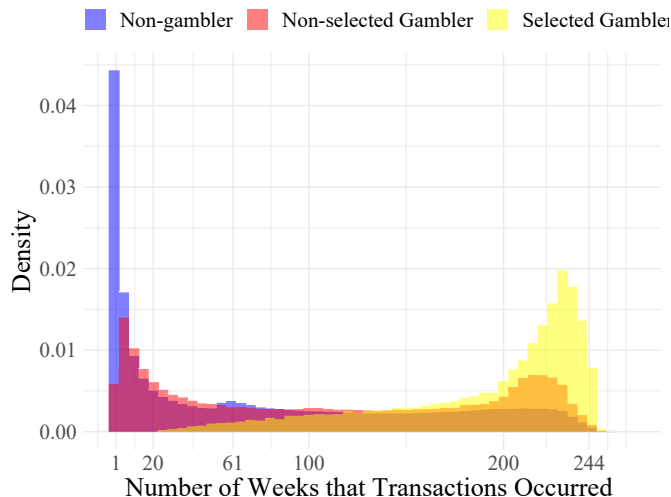 Non-gambler Non-selected Gambler Selected Gambler
0.04
0.03
0.02
0.01
0.00
Density
1 20 61 100 200 244
Number of Weeks that Transactions Occurred